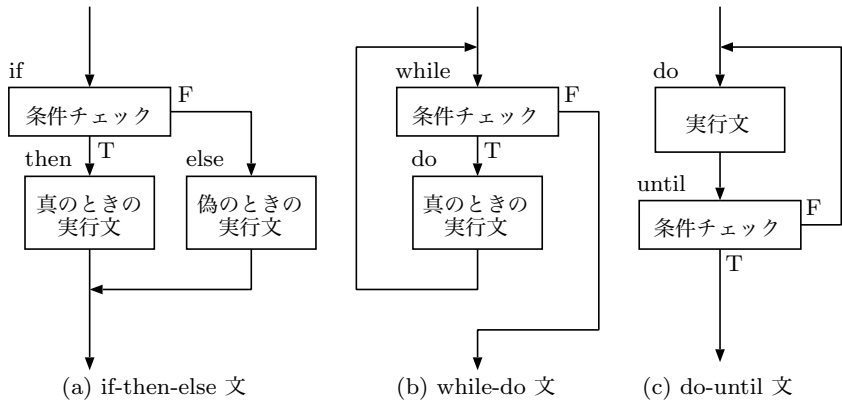 if
条件チェック
F
T
then
else
真のときの
実行文
偽のときの
実行文
(a) if-then-else 文
while
条件チェック
F
T
do
真のときの
実行文
(b) while-do 文
do
実行文
until
条件チェック
F
T
(c) do-until 文